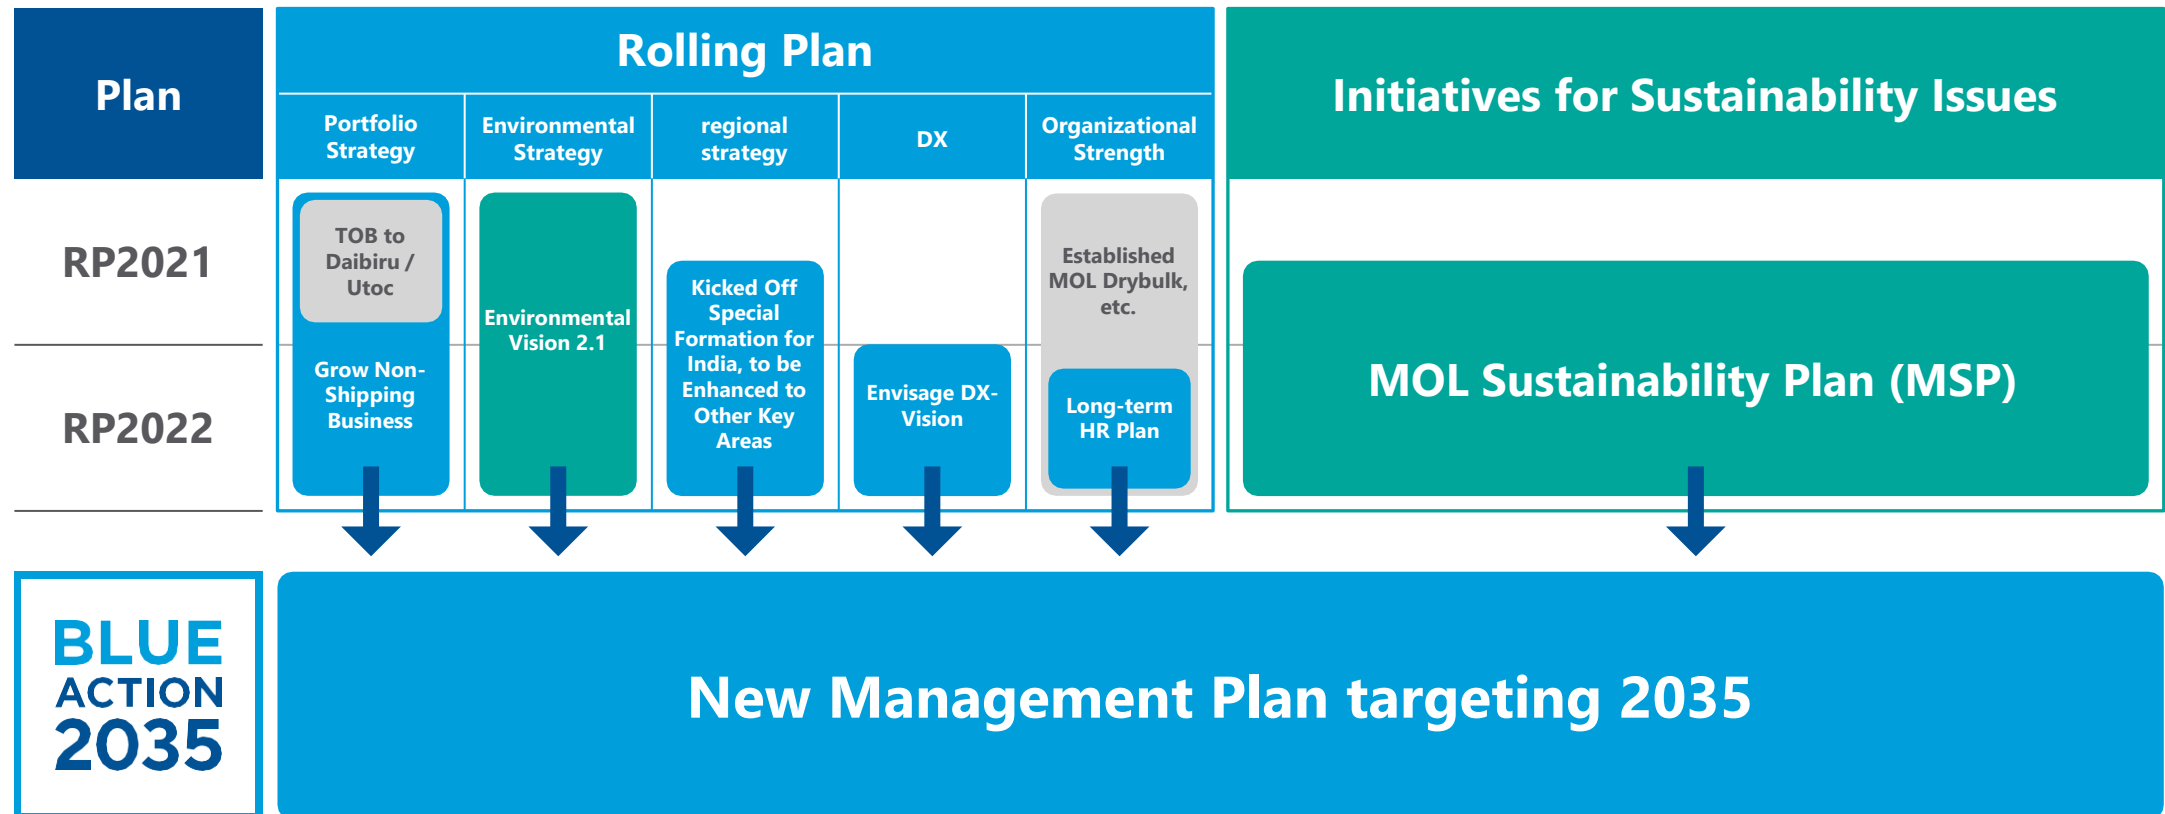 Plan
Rolling Plan
Initiatives for Sustainability Issues
Portfolio
Strategy
Environmental
Strategy
regional
strategy
DX
Organizational
Strength
RP2021
RP2022
TOB to
Daibiru /
Utoc
Grow Non-
Shipping
Business
Environmental
Vision 2.1
Kicked Off
Special
Formation for
India, to be
Enhanced to
Other Key
Areas
Envisage DX-
Vision
Established
MOL Drybulk,
etc.
Long-term
HR Plan
MOL Sustainability Plan (MSP)
BLUE
ACTION
2035
New Management Plan targeting 2035